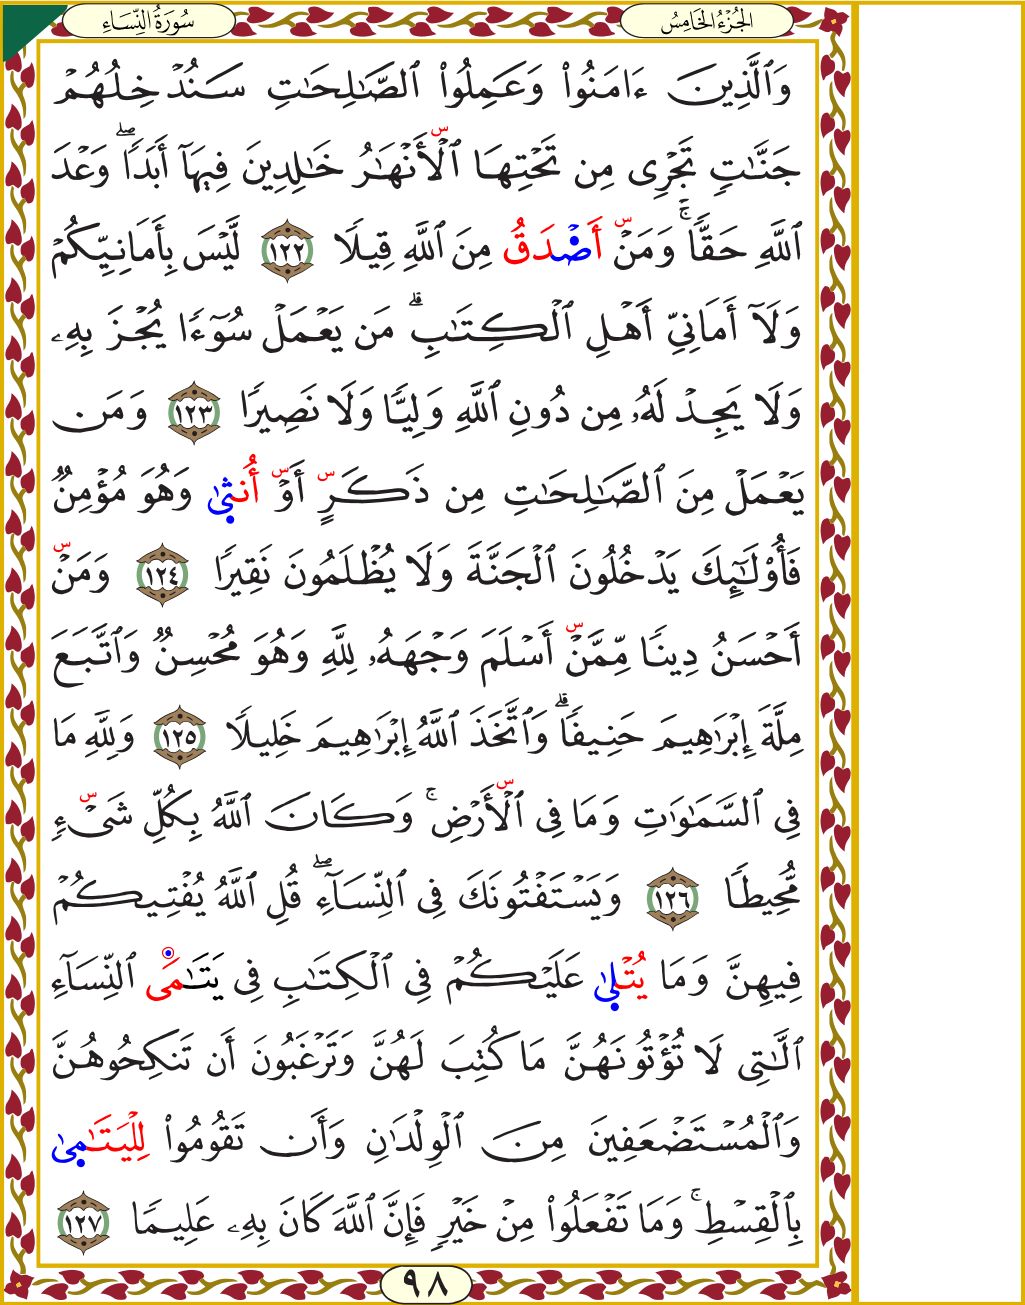 الجُزْءُ الخَامِسُ
سُورَةُ النِّسَاءِ
وَٱلَّذِينَ ءَامَنُواْ وَعَمِلُواْ ٱلصَّٰلِحَٰتِ سَنُدْخِلُهُمْ
جَنَّٰتٍ تَجْرِى مِن تَحْتِهَا ٱلْأَنْهَٰرُ خَٰلِدِينَ فِيهَآ أَبَدًا ۖ وَعْدَ
ٱللَّهِ حَقًّا ۚ وَمَنْ أَصْدَقُ مِنَ ٱللَّهِ قِيلًا ١٢٢ لَّيْسَ بِأَمَانِيِّكُمْ
وَلَآ أَمَانِىِّ أَهْلِ ٱلْكِتَٰبِ ۗ مَن يَعْمَلْ سُوٓءًا يُجْزَ بِهِۦ
وَلَا يَجِدْ لَهُۥ مِن دُونِ ٱللَّهِ وَلِيًّا وَلَا نَصِيرًا ١٢٣ وَمَن
يَعْمَلْ مِنَ ٱلصَّٰلِحَٰتِ مِن ذَكَرٍ أَوْ أُنثَىٰ وَهُوَ مُؤْمِنٌ
فَأُوْلَٰٓئِكَ يَدْخُلُونَ ٱلْجَنَّةَ وَلَا يُظْلَمُونَ نَقِيرًا ١٢٤ وَمَنْ
أَحْسَنُ دِينًا مِّمَّنْ أَسْلَمَ وَجْهَهُۥ لِلَّهِ وَهُوَ مُحْسِنٌ وَٱتَّبَعَ
مِلَّةَ إِبْرَٰهِيمَ حَنِيفًا ۗ وَٱتَّخَذَ ٱللَّهُ إِبْرَٰهِيمَ خَلِيلًا ١٢٥ وَلِلَّهِ مَا
فِى ٱلسَّمَٰوَٰتِ وَمَا فِى ٱلْأَرْضِ ۚ وَكَانَ ٱللَّهُ بِكُلِّ شَىْءٍ
مُّحِيطًا ١٢٦ وَيَسْتَفْتُونَكَ فِى ٱلنِّسَآءِ ۖ قُلِ ٱللَّهُ يُفْتِيكُمْ
فِيهِنَّ وَمَا يُتْلَىٰ عَلَيْكُمْ فِى ٱلْكِتَٰبِ فِى يَتَٰمَى ٱلنِّسَآءِ
ٱلَّٰتِى لَا تُؤْتُونَهُنَّ مَا كُتِبَ لَهُنَّ وَتَرْغَبُونَ أَن تَنكِحُوهُنَّ
وَٱلْمُسْتَضْعَفِينَ مِنَ ٱلْوِلْدَٰنِ وَأَن تَقُومُواْ لِلْيَتَٰمَىٰ
بِٱلْقِسْطِ ۚ وَمَا تَفْعَلُواْ مِنْ خَيْرٍ فَإِنَّ ٱللَّهَ كَانَ بِهِۦ عَلِيمًا ١٢٧
٩٨